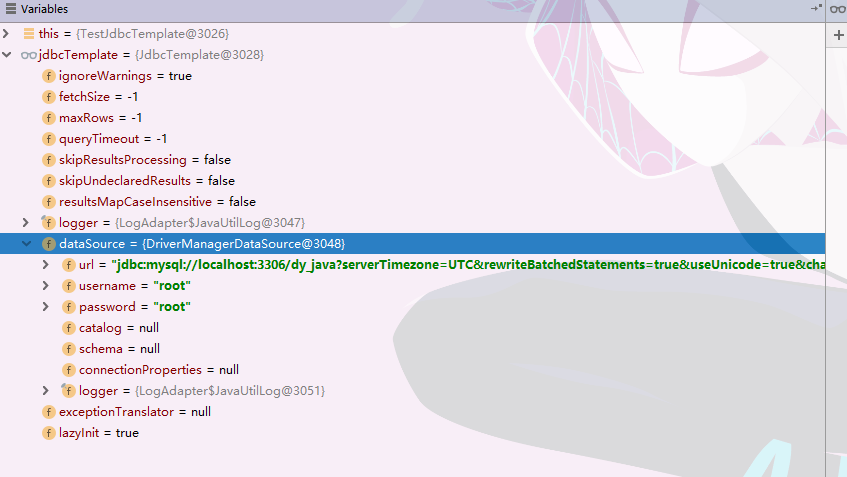 Variables
this = {TestJdbcTemplate@3026}
jdbcTemplate = {JdbcTemplate@3028}
f ignoreWarnings = true
f fetchSize = -1
f maxRows = -1
f queryTimeout = -1
f skipResultsProcessing = false
f skipUndeclaredResults = false
f resultsMapCaseInsensitive = false
f logger = {LogAdapter$JavaUtilLog@3047}
f dataSource = {DriverManagerDataSource@3048}
f url = "jdbc:mysql://localhost:3306/dy_java?serverTimezone=UTC&rewriteBatchedStatements=true&useUnicode=true&cha
f username = "root"
f password = "root"
f catalog = null
f schema = null
f connectionProperties = null
f logger = {LogAdapter$JavaUtilLog@3051}
f exceptionTranslator = null
f lazyInit = true